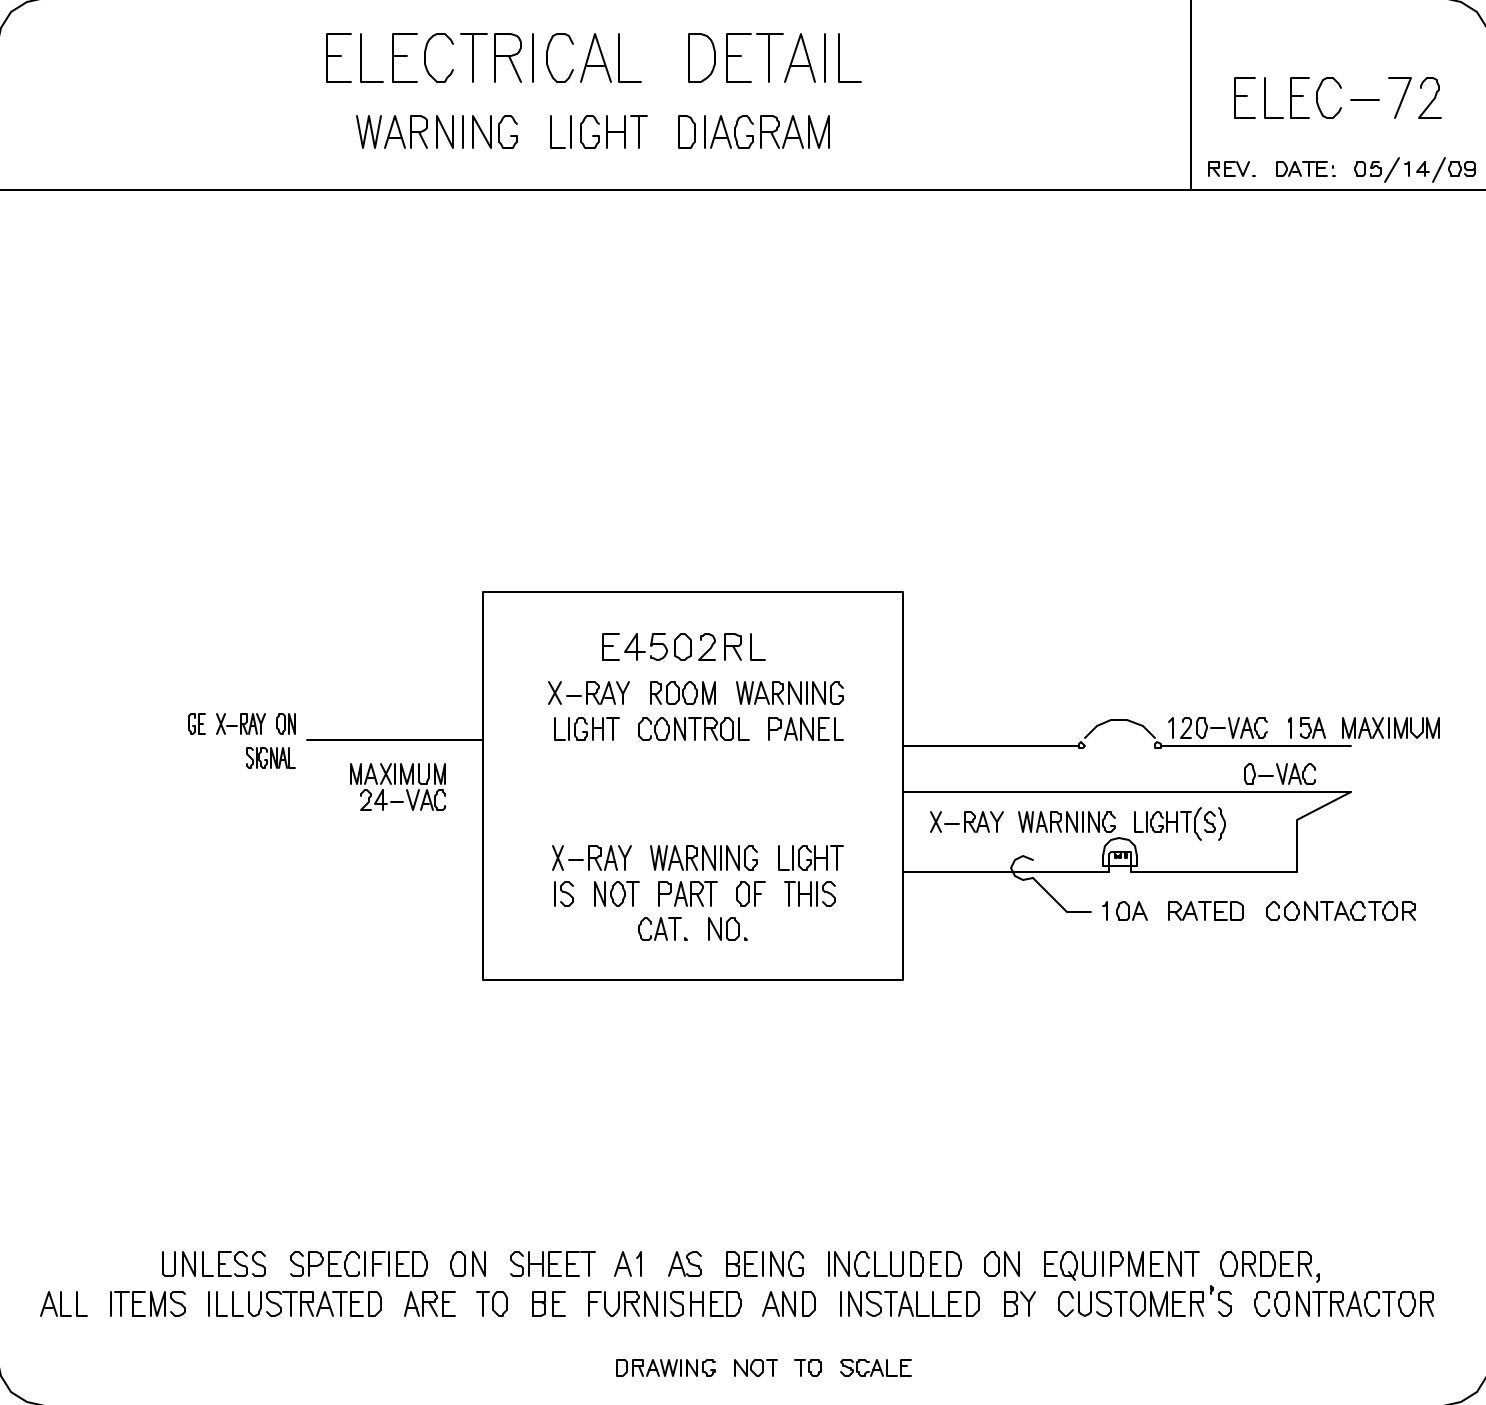 ELECTRICAL DETAIL
WARNING LIGHT DIAGRAM
ELEC-72
REV. DATE: 05/14/09
E4502RL
X-RAY ROOM WARNING
LIGHT CONTROL PANEL
GE X-RAY ON
SIGNAL
MAXIMUM
24-VAC
120-VAC 15A MAXIMUM
0-VAC
X-RAY WARNING LIGHT(S)
10A RATED CONTACTOR
X-RAY WARNING LIGHT
IS NOT PART OF THIS
CAT. NO.
UNLESS SPECIFIED ON SHEET A1 AS BEING INCLUDED ON EQUIPMENT ORDER,
ALL ITEMS ILLUSTRATED ARE TO BE FURNISHED AND INSTALLED BY CUSTOMER'S CONTRACTOR
DRAWING NOT TO SCALE